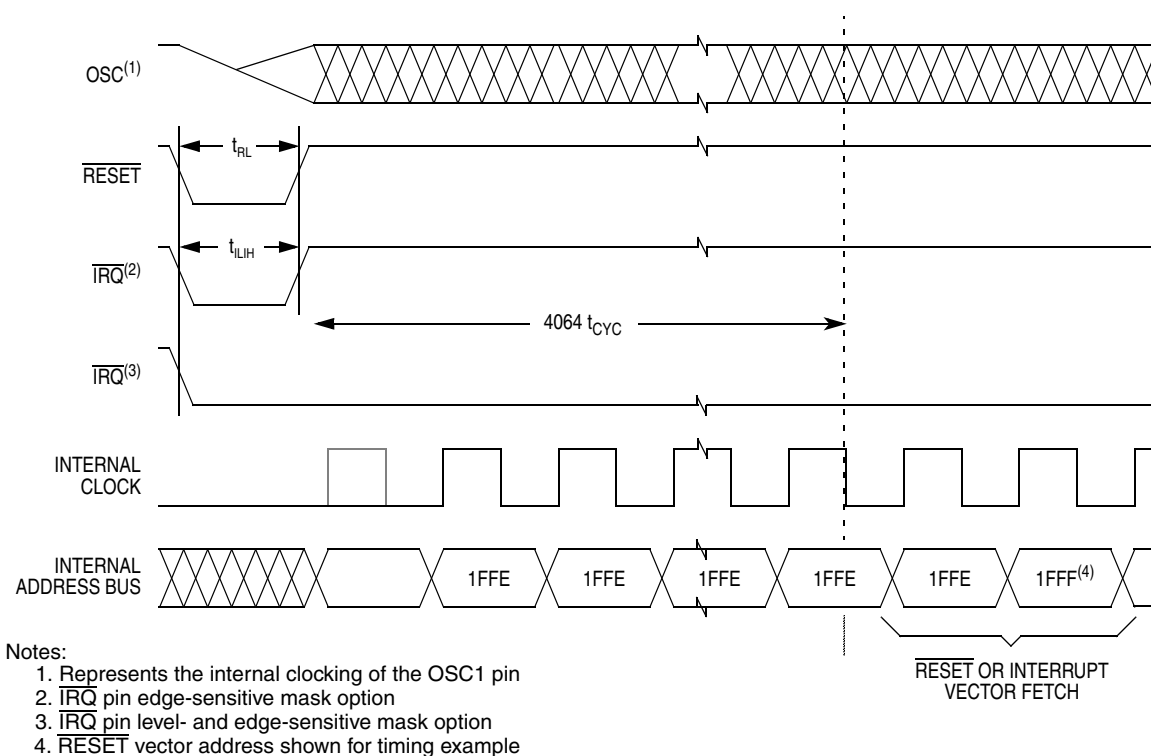 OSC(1)
tRL
RESET
tILIH
IRQ(2)
4064 tCYC
IRQ(3)
INTERNAL
CLOCK
INTERNAL
ADDRESS BUS
1FFE 1FFE 1FFE 1FFE 1FFE 1FFF(4)
RESET OR INTERRUPT
VECTOR FETCH
Notes:
1. Represents the internal clocking of the OSC1 pin
2. IRQ pin edge-sensitive mask option
3. IRQ pin level- and edge-sensitive mask option
4. RESET vector address shown for timing example